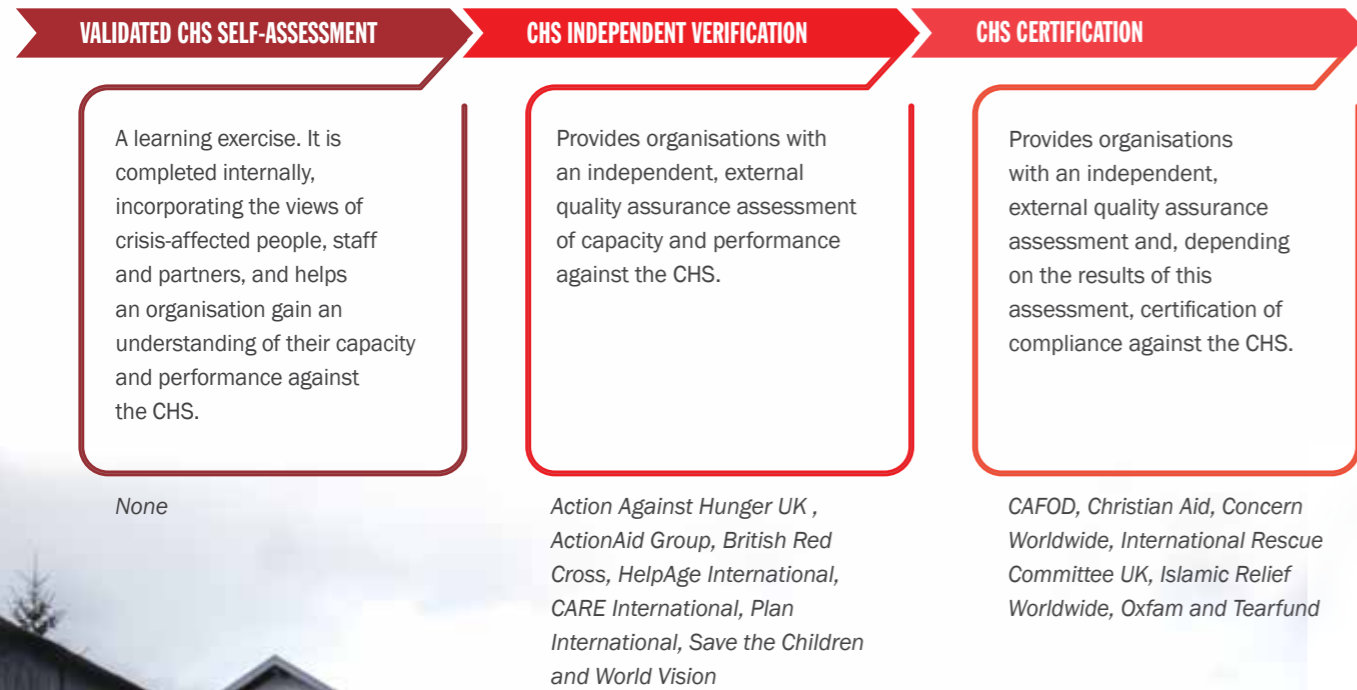 VALIDATED CHS SELF-ASSESSMENT
A learning exercise. It is
completed internally,
incorporating the views of
crisis-affected people, staff
and partners, and helps
an organisation gain an
understanding of their capacity
and performance against
the CHS.
None
CHS INDEPENDENT VERIFICATION
Provides organisations with
an independent, external
quality assurance assessment
of capacity and performance
against the CHS.
Action Against Hunger UK ,
ActionAid Group, British Red
Cross, HelpAge International,
CARE International, Plan
International, Save the Children
and World Vision
CHS CERTIFICATION
Provides organisations
with an independent,
external quality assurance
assessment and, depending
on the results of this
assessment, certification of
compliance against the CHS.
CAFOD, Christian Aid, Concern
Worldwide, International Rescue
Committee UK, Islamic Relief
Worldwide, Oxfam and Tearfund